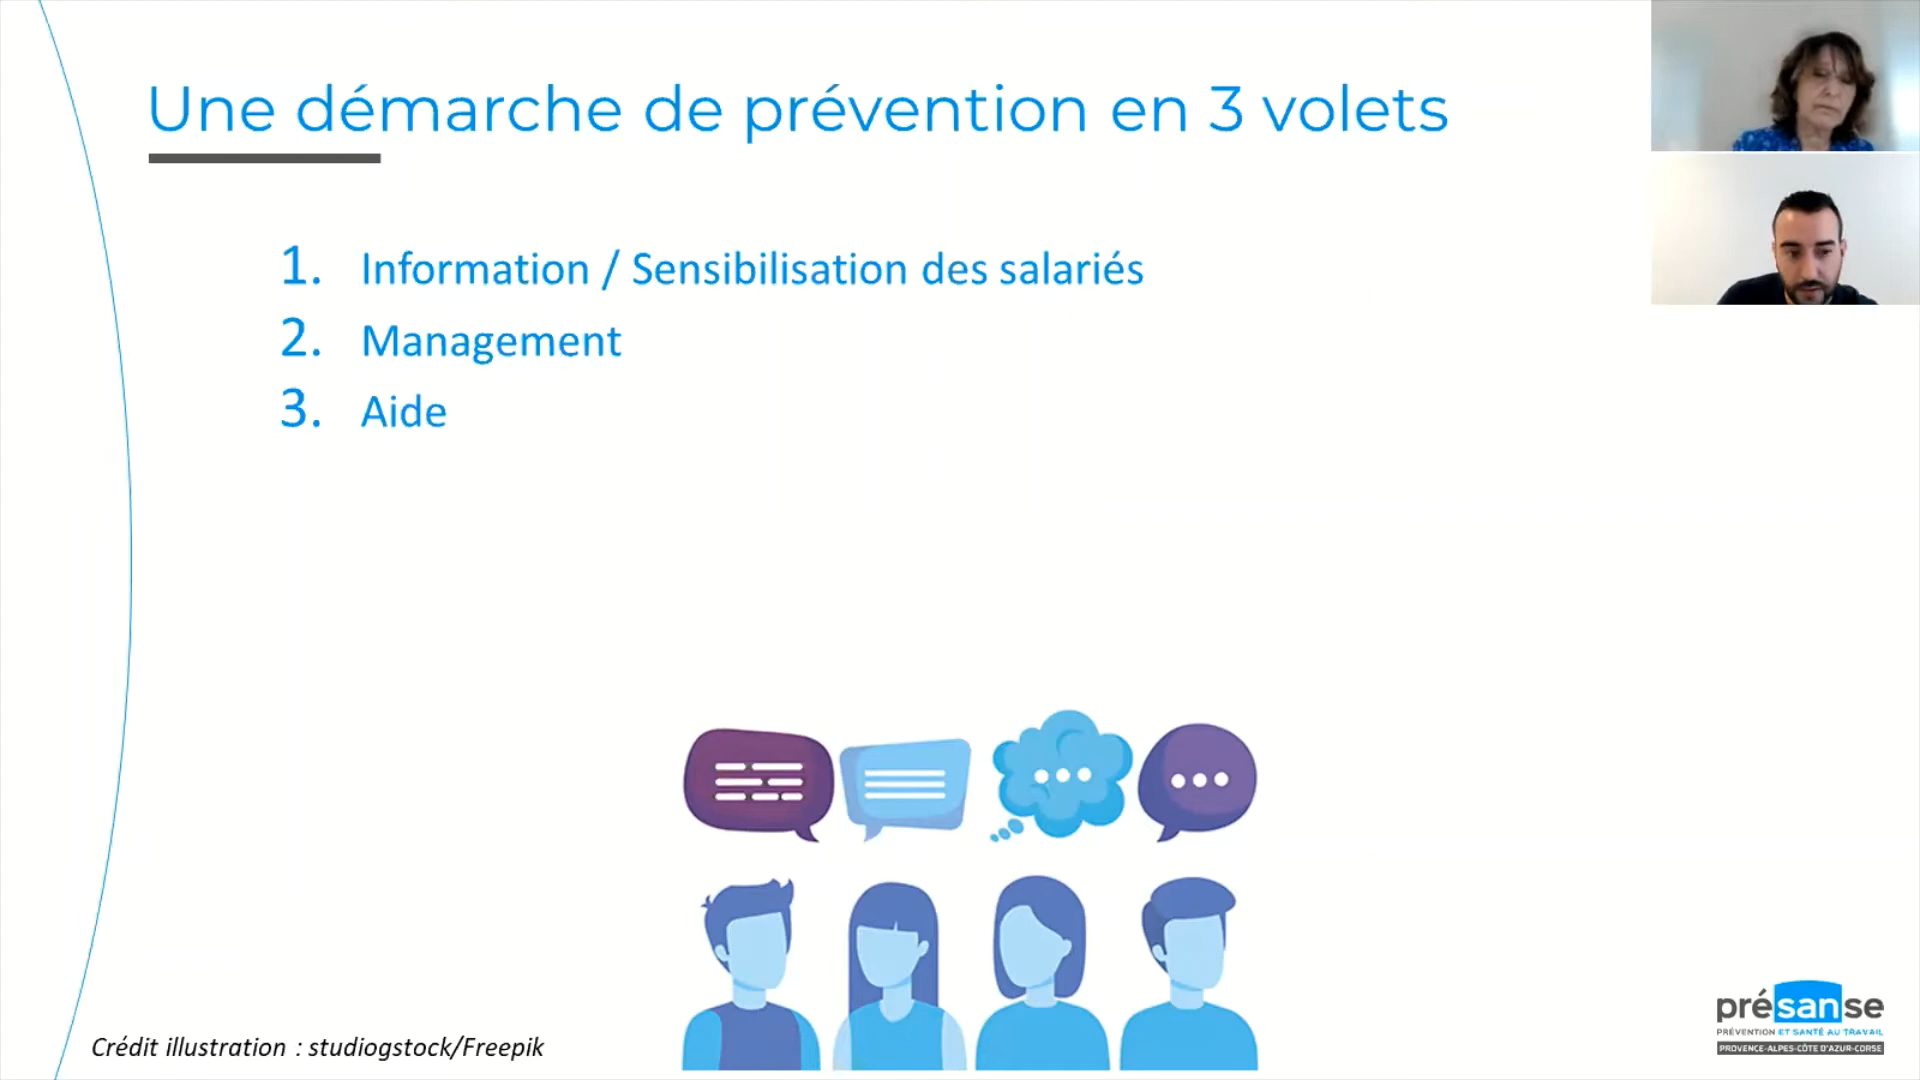 Une démarche de prévention en 3 volets
1. Information / Sensibilisation des salariés
2. Management
3. Aide
Crédit illustration : studiogstock/Freepik
présanse
PRÉVENTION ET SANTÉ AU TRAVAIL
PROVENCE-ALPES-CÔTE D'AZUR-CORSE